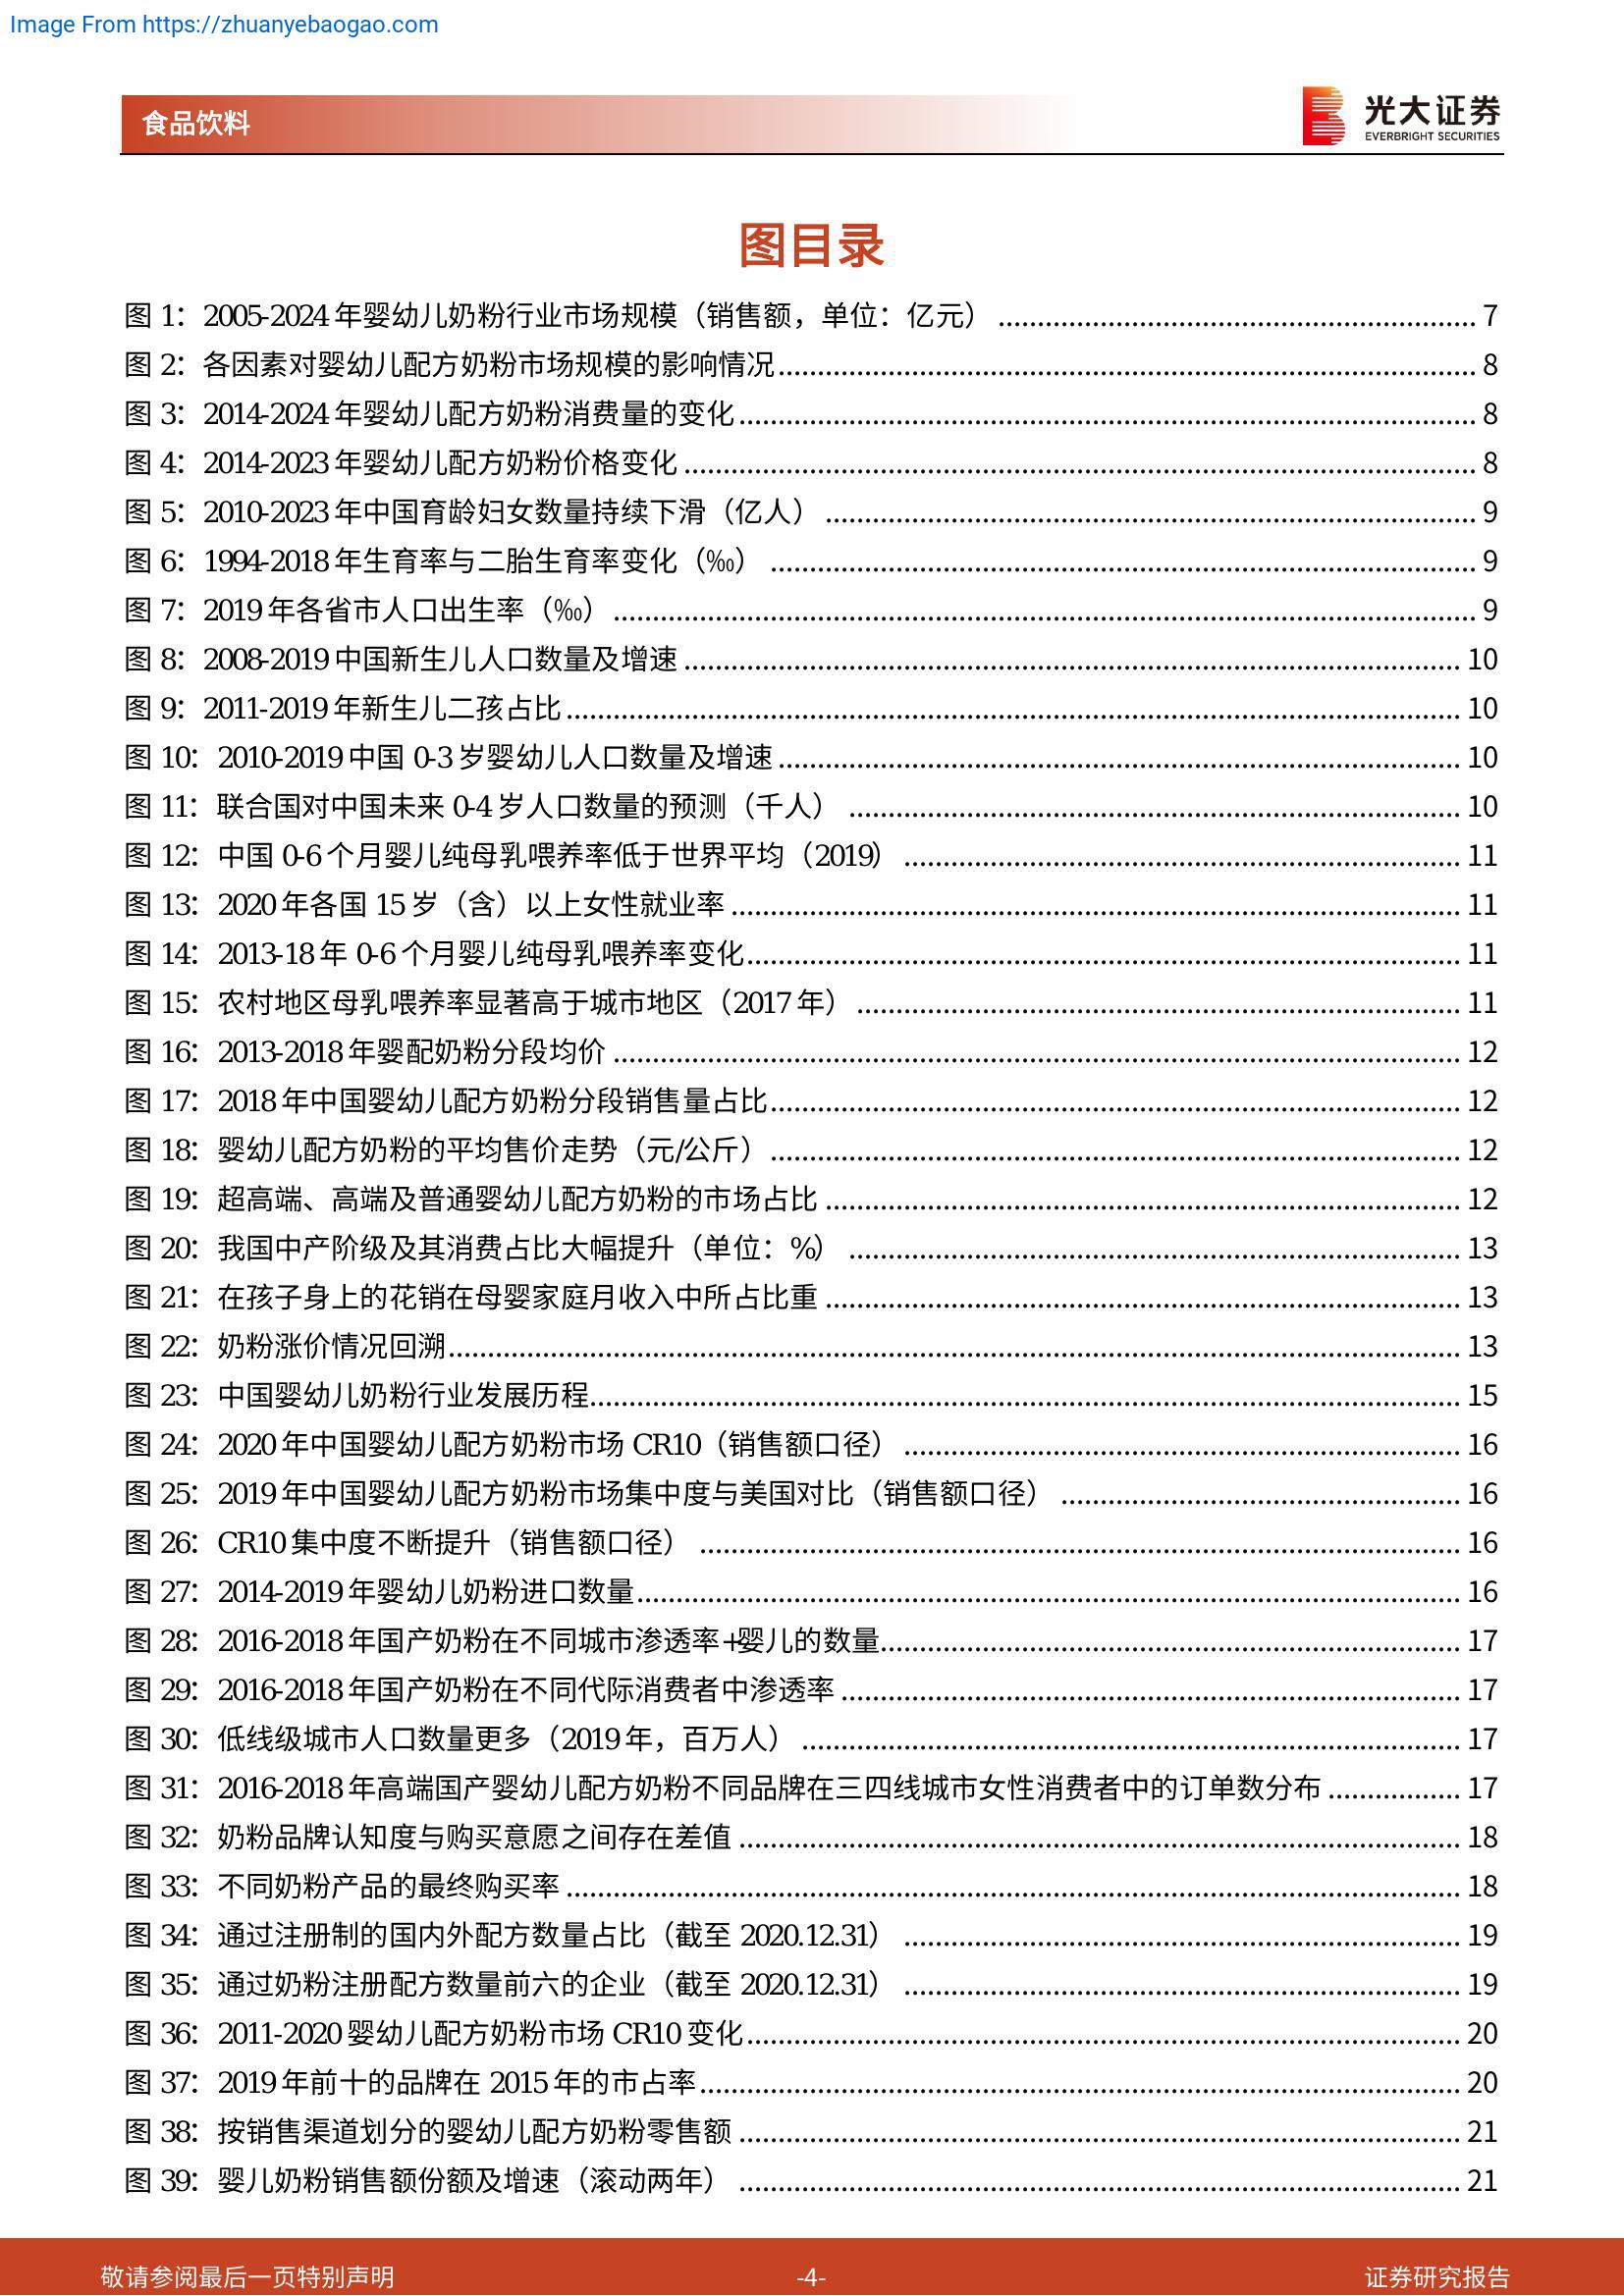 Image From https://zhuanyebaogao.com
食品饮料
光大证券
EVERBRIGHT SECURITIES
图目录
图 1：2005-2024 年婴幼儿奶粉行业市场规模（销售额，单位：亿元） 7
图 2：各因素对婴幼儿配方奶粉市场规模的影响情况 8
图 3：2014-2024 年婴幼儿配方奶粉消费量的变化 8
图 4：2014-2023 年婴幼儿配方奶粉价格变化 8
图 5：2010-2023 年中国育龄妇女数量持续下滑（亿人） 9
图 6：1994-2018 年生育率与二胎生育率变化（‰） 9
图 7：2019 年各省市人口出生率（‰） 9
图 8：2008-2019 中国新生儿人口数量及增速 10
图 9：2011-2019 年新生儿二孩占比 10
图 10：2010-2019 中国 0-3 岁婴幼儿人口数量及增速 10
图 11：联合国对中国未来 0-4 岁人口数量的预测（千人） 10
图 12：中国 0-6 个月婴儿纯母乳喂养率低于世界平均（2019） 11
图 13：2020 年各国 15 岁（含）以上女性就业率 11
图 14：2013-18 年 0-6 个月婴儿纯母乳喂养率变化 11
图 15：农村地区母乳喂养率显著高于城市地区（2017 年） 11
图 16：2013-2018 年婴配奶粉分段均价 12
图 17：2018 年中国婴幼儿配方奶粉分段销售量占比 12
图 18：婴幼儿配方奶粉的平均售价走势（元/公斤） 12
图 19：超高端、高端及普通婴幼儿配方奶粉的市场占比 12
图 20：我国中产阶级及其消费占比大幅提升（单位：%） 13
图 21：在孩子身上的花销在母婴家庭月收入中所占比重 13
图 22：奶粉涨价情况回溯 13
图 23：中国婴幼儿奶粉行业发展历程 15
图 24：2020 年中国婴幼儿配方奶粉市场 CR10（销售额口径） 16
图 25：2019 年中国婴幼儿配方奶粉市场集中度与美国对比（销售额口径） 16
图 26：CR10 集中度不断提升（销售额口径） 16
图 27：2014-2019 年婴幼儿奶粉进口数量 16
图 28：2016-2018 年国产奶粉在不同城市渗透率+婴儿的数量 17
图 29：2016-2018 年国产奶粉在不同代际消费者中渗透率 17
图 30：低线级城市人口数量更多（2019 年，百万人） 17
图 31：2016-2018 年高端国产婴幼儿配方奶粉不同品牌在三四线城市女性消费者中的订单数分布 17
图 32：奶粉品牌认知度与购买意愿之间存在差值 18
图 33：不同奶粉产品的最终购买率 18
图 34：通过注册制的国内外配方数量占比（截至 2020.12.31） 19
图 35：通过奶粉注册配方数量前六的企业（截至 2020.12.31） 19
图 36：2011-2020 婴幼儿配方奶粉市场 CR10 变化 20
图 37：2019 年前十的品牌在 2015 年的市占率 20
图 38：按销售渠道划分的婴幼儿配方奶粉零售额 21
图 39：婴儿奶粉销售额份额及增速（滚动两年） 21
敬请参阅最后一页特别声明 -4- 证券研究报告